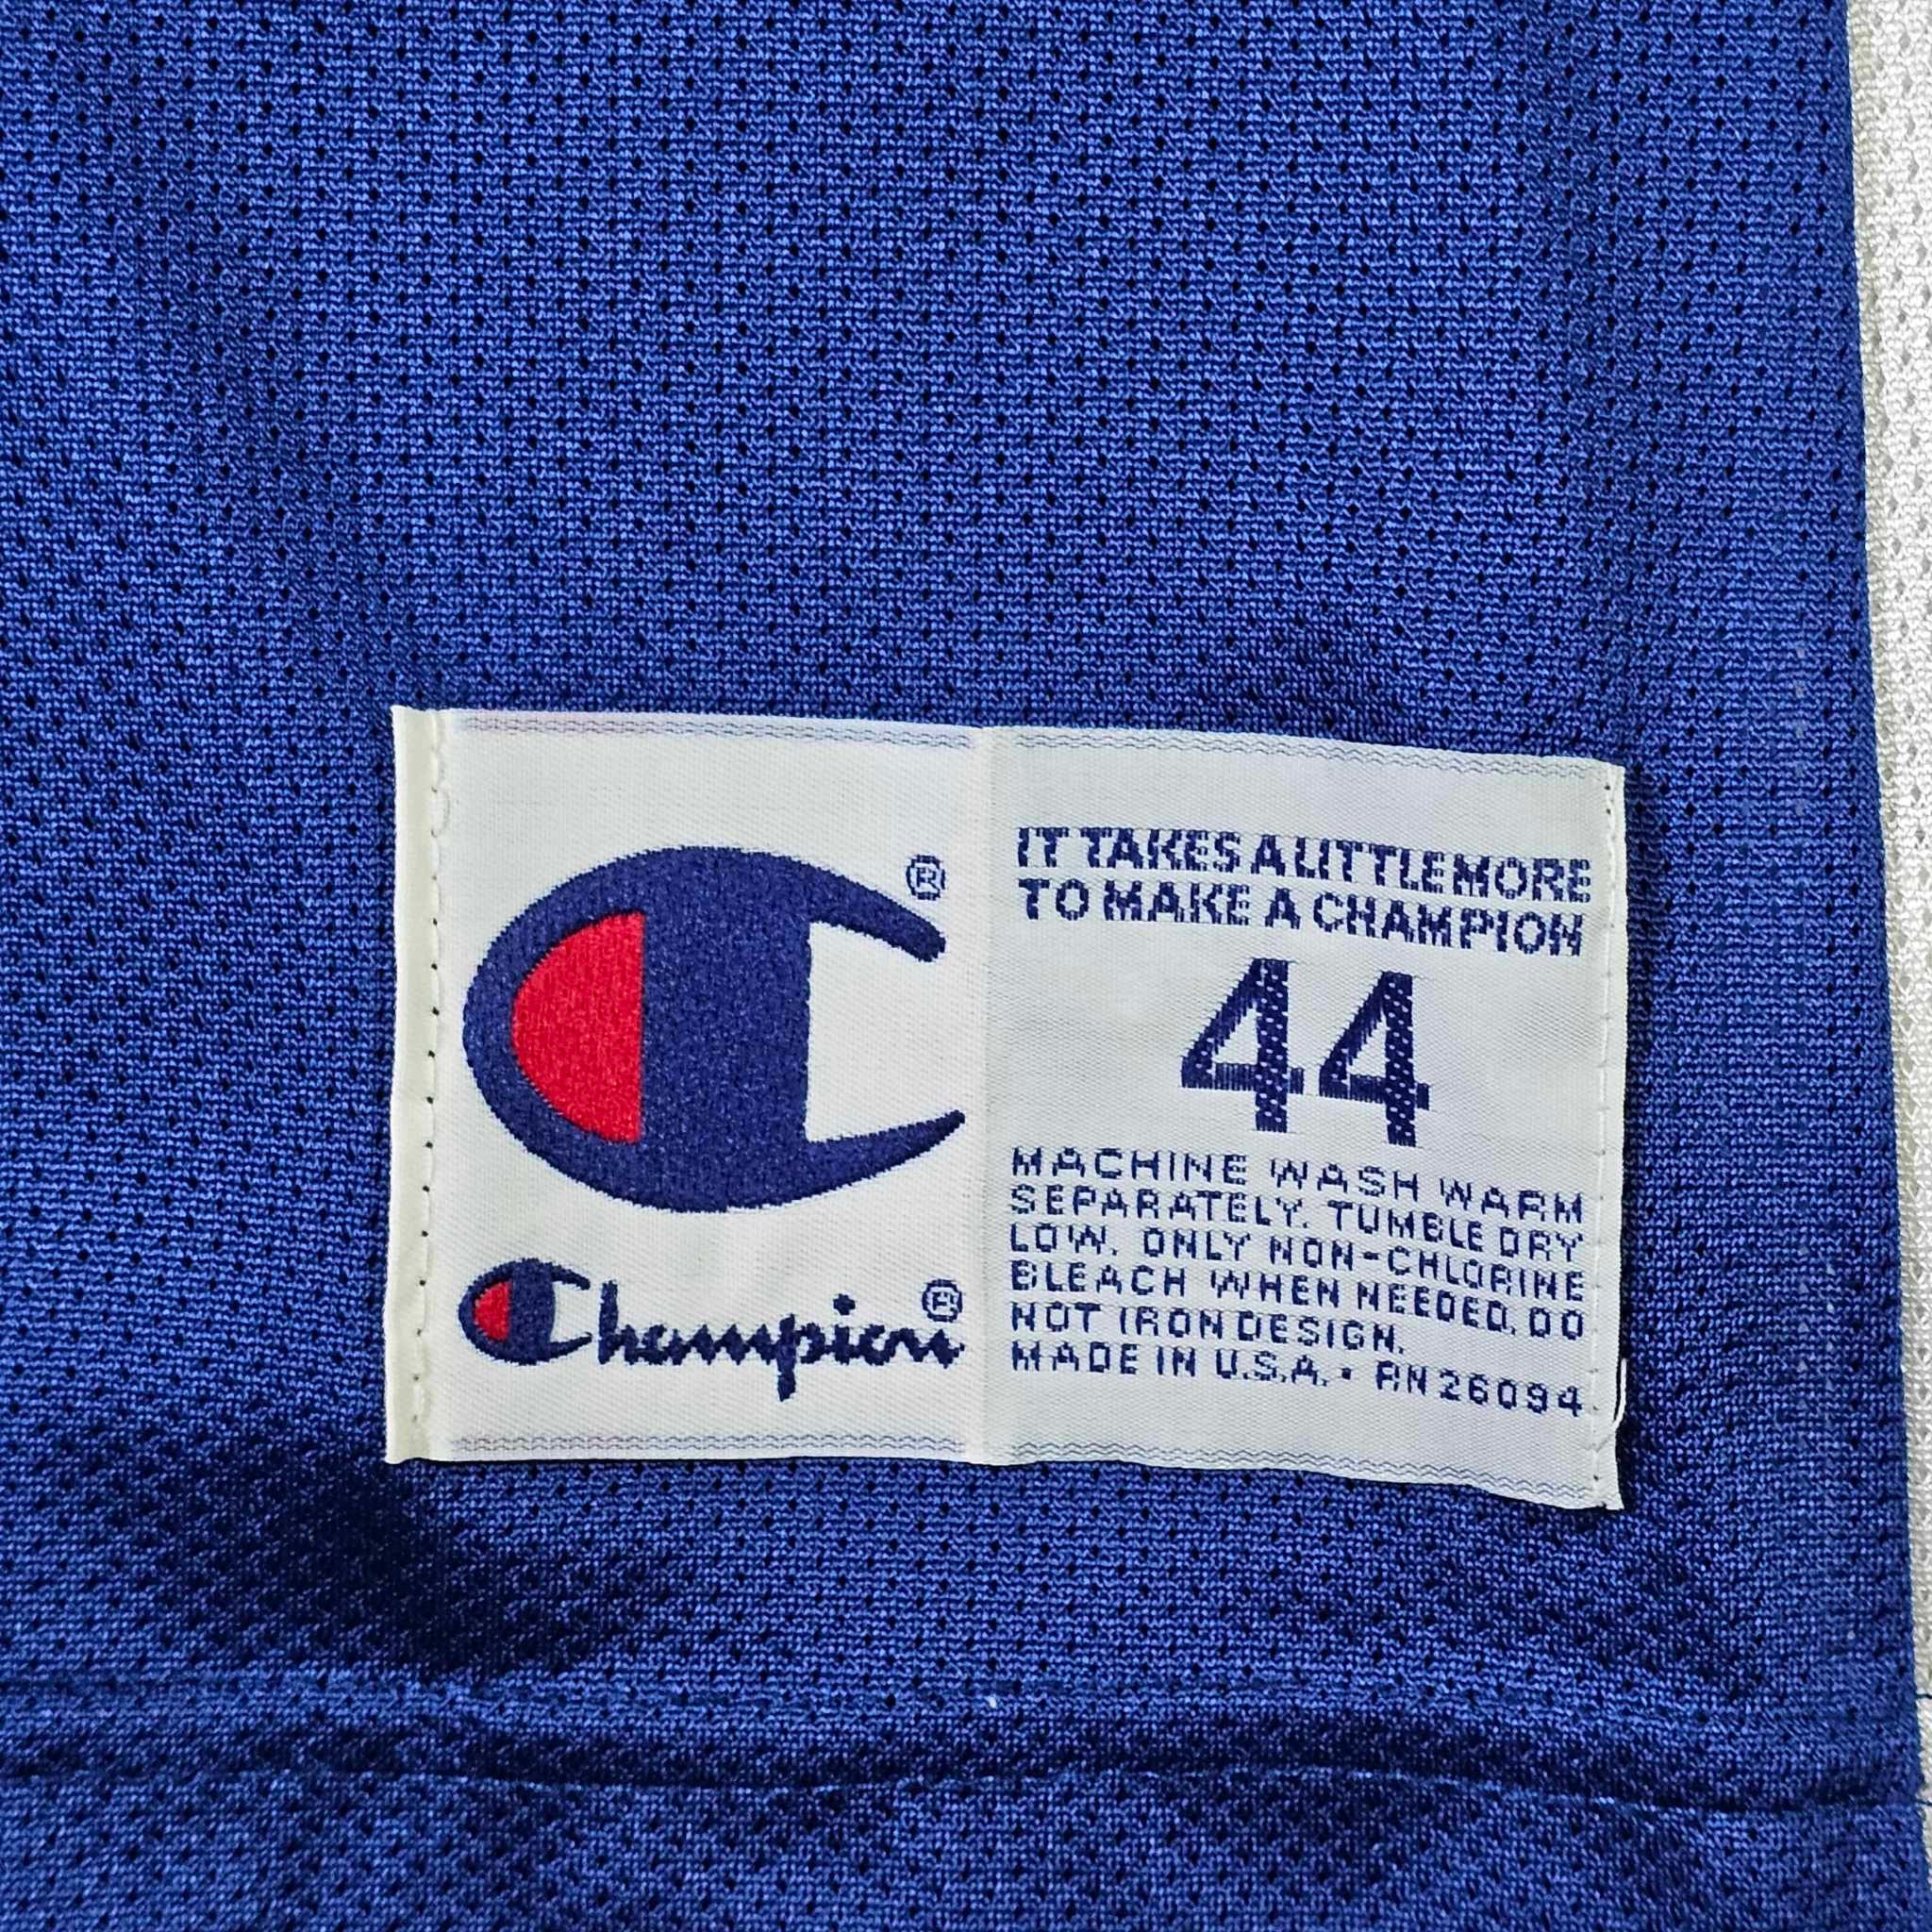 ®
Champion®
IT TAKES A LITTLE MORE
TO MAKE A CHAMPION
44
MACHINE WASH WARM
SEPARATELY. TUMBLE DRY
LOW. ONLY NON-CHLORINE
BLEACH WHEN NEEDED. DO
NOT IRON DESIGN.
MADE IN U.S.A. • RN 26094